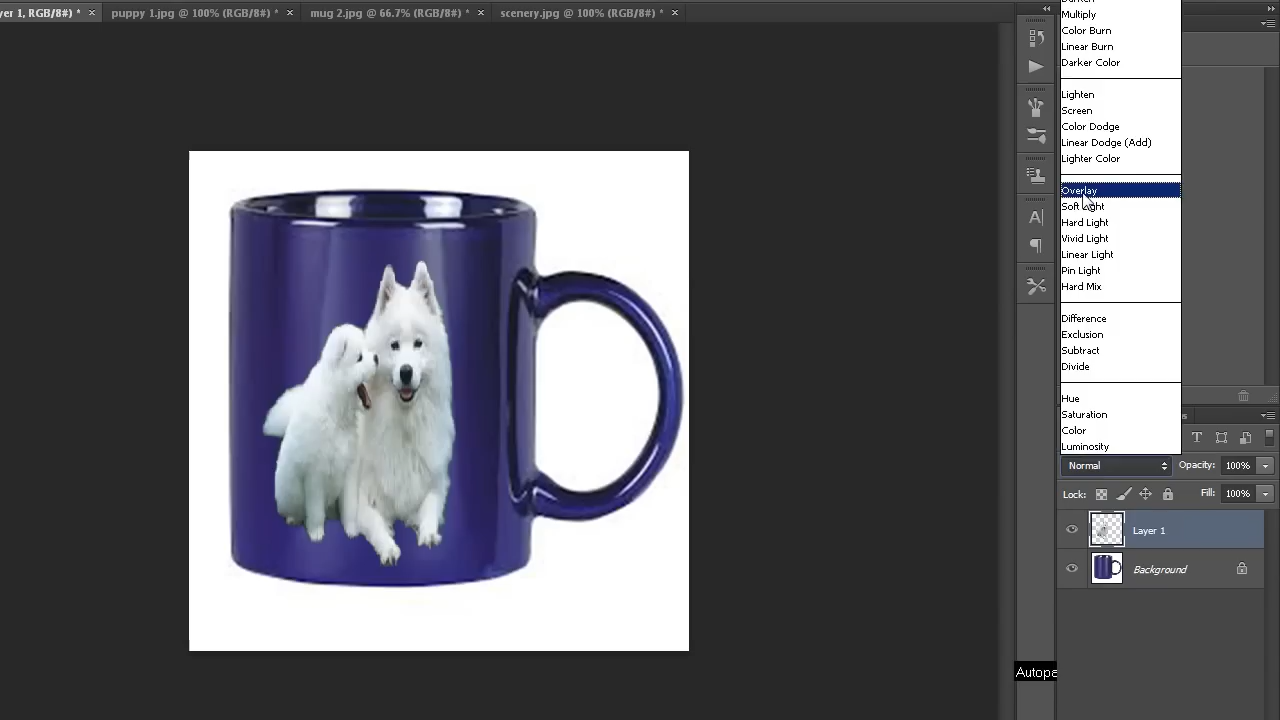 yer 1, RGB/8#) *
puppy 1.jpg @ 100% (RGB/8#) *
mug 2.jpg @ 66.7% (RGB/8#) *
scenery.jpg @ 100% (RGB/8#) *
Multiply
Color Burn
Linear Burn
Darker Color
Lighten
Screen
Color Dodge
Linear Dodge (Add)
Lighter Color
Overlay
Soft Light
Hard Light
Vivid Light
Linear Light
Pin Light
Hard Mix
Difference
Exclusion
Subtract
Divide
Hue
Saturation
Color
Luminosity
Normal
Opacity: 100%
Lock:
Fill: 100%
Layer 1
Background
Autopa